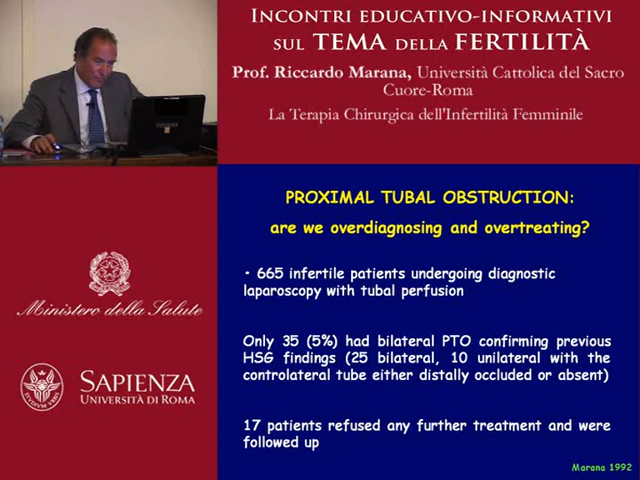 INCONTRI EDUCATIVO-INFORMATIVI
SUL TEMA DELLA FERTILITÀ
Prof. Riccardo Marana, Università Cattolica del Sacro
Cuore-Roma
La Terapia Chirurgica dell'Infertilità Femminile
PROXIMAL TUBAL OBSTRUCTION:
are we overdiagnosing and overtreating?
• 665 infertile patients undergoing diagnostic
laparoscopy with tubal perfusion
Only 35 (5%) had bilateral PTO confirming previous
HSG findings (25 bilateral, 10 unilateral with the
controlateral tube either distally occluded or absent)
17 patients refused any further treatment and were
followed up
Marana 1992
Ministero della Salute
SAPIENZA
UNIVERSITÀ DI ROMA